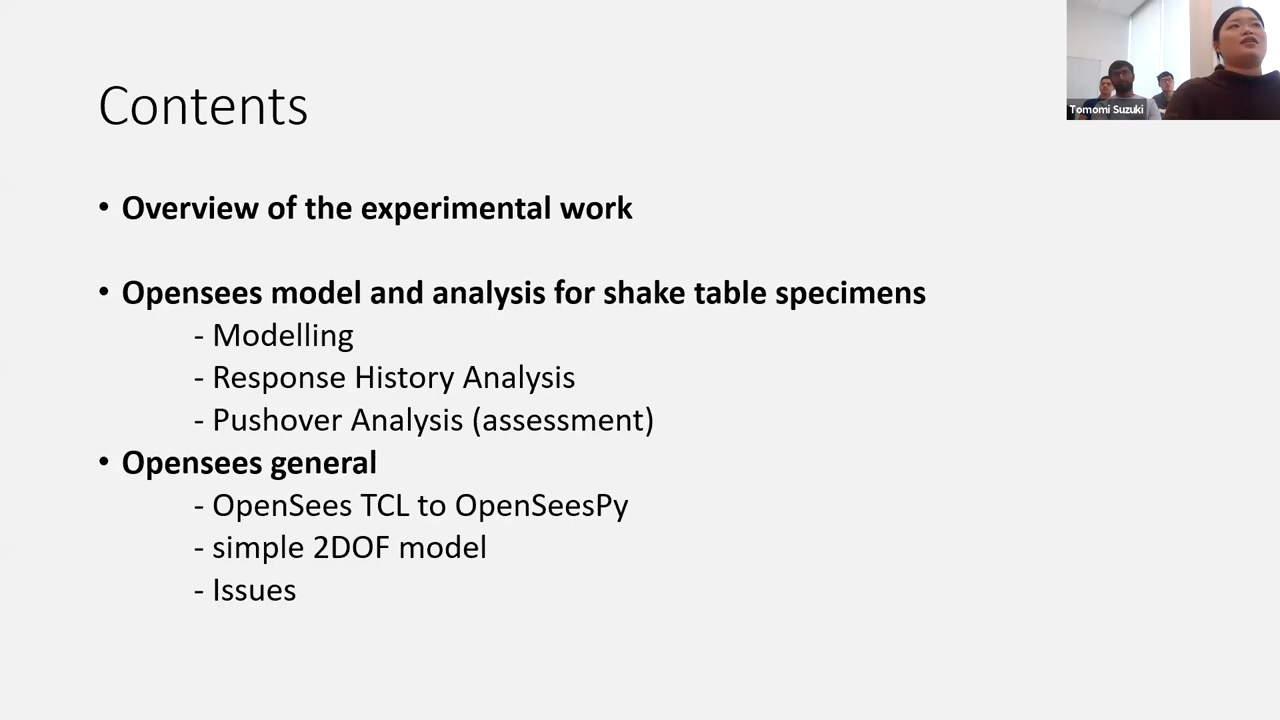 Contents
• Overview of the experimental work
• Opensees model and analysis for shake table specimens
- Modelling
- Response History Analysis
- Pushover Analysis (assessment)
• Opensees general
- OpenSees TCL to OpenSeesPy
- simple 2DOF model
- Issues
Tomomi Suzuki